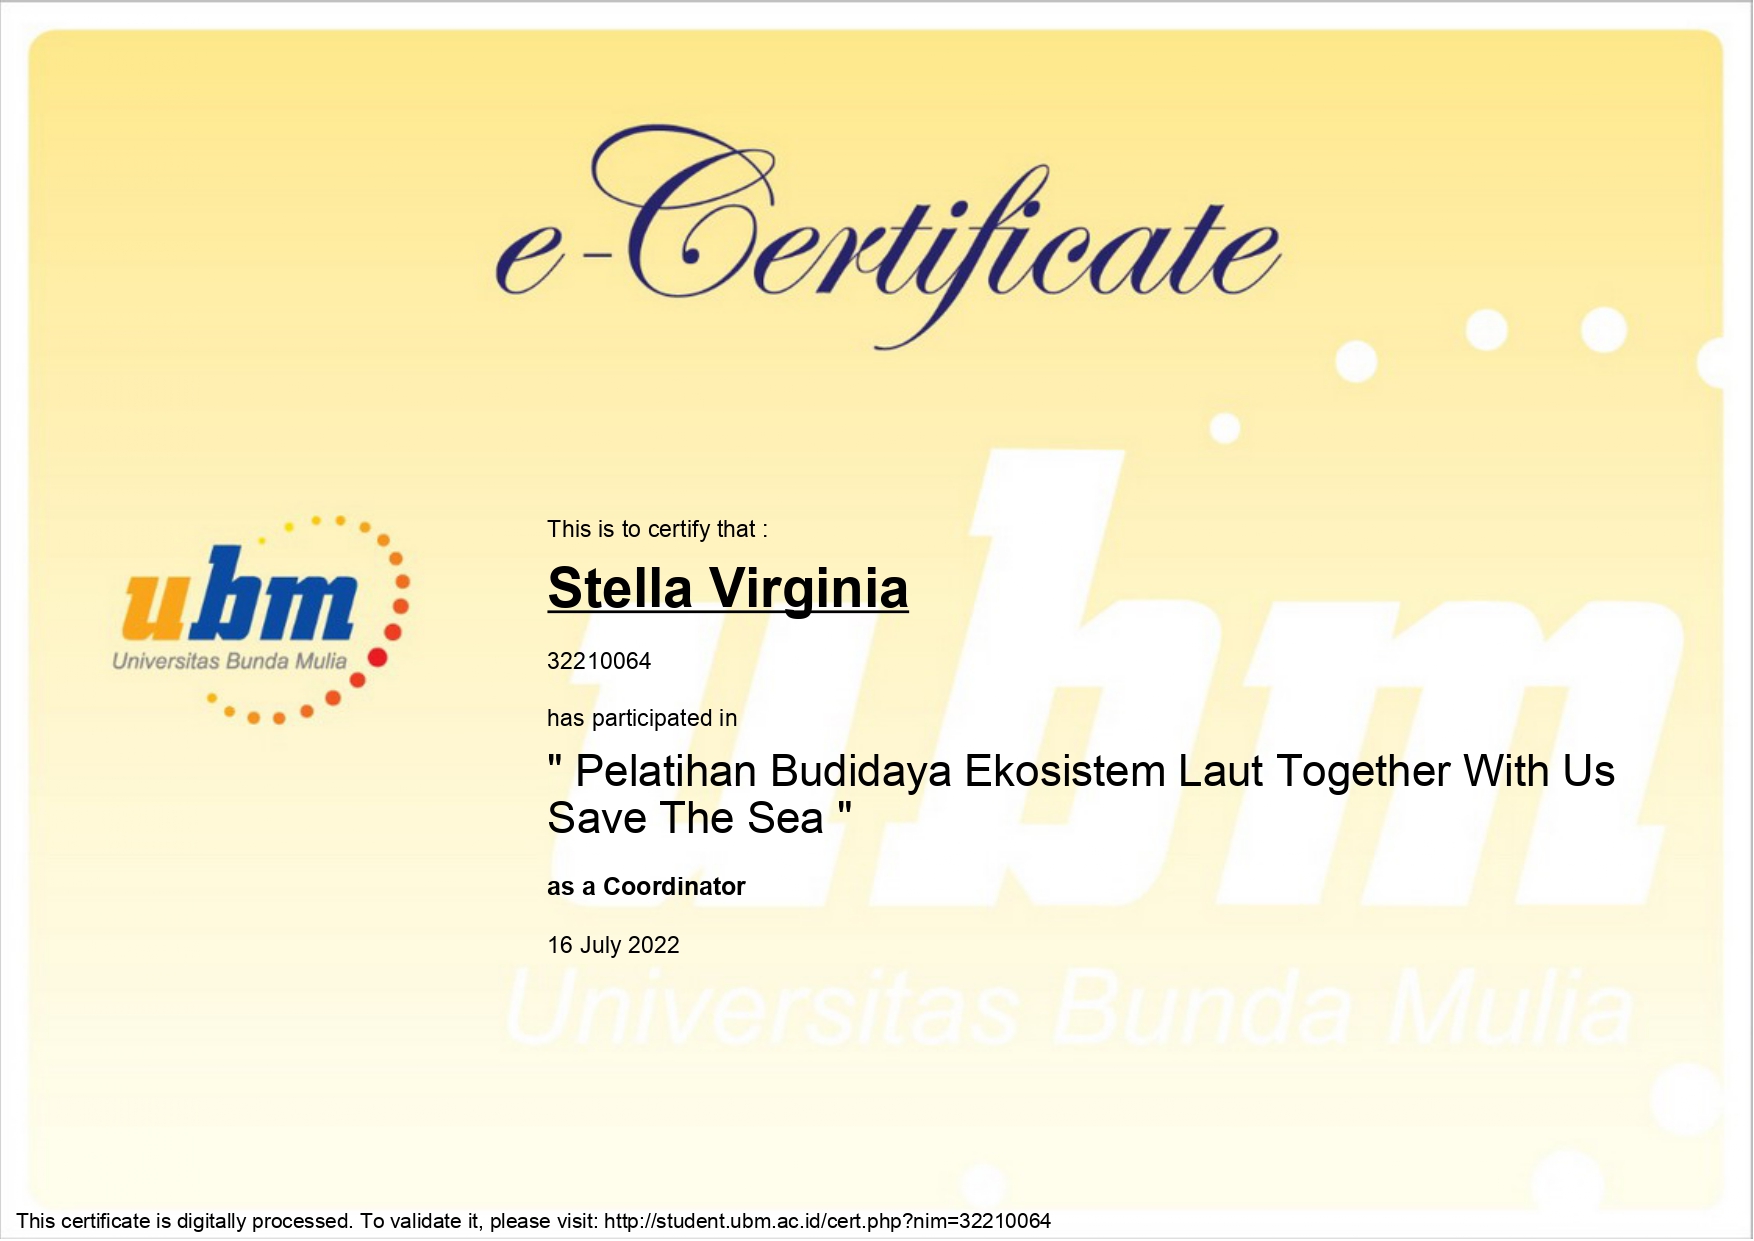 e-Certificate
ubm
Universitas Bunda Mulia
This is to certify that :
Stella Virginia
32210064
has participated in
" Pelatihan Budidaya Ekosistem Laut Together With Us
Save The Sea "
as a Coordinator
16 July 2022
ubm
Universitas Bunda Mulia
This certificate is digitally processed. To validate it, please visit: http://student.ubm.ac.id/cert.php?nim=32210064